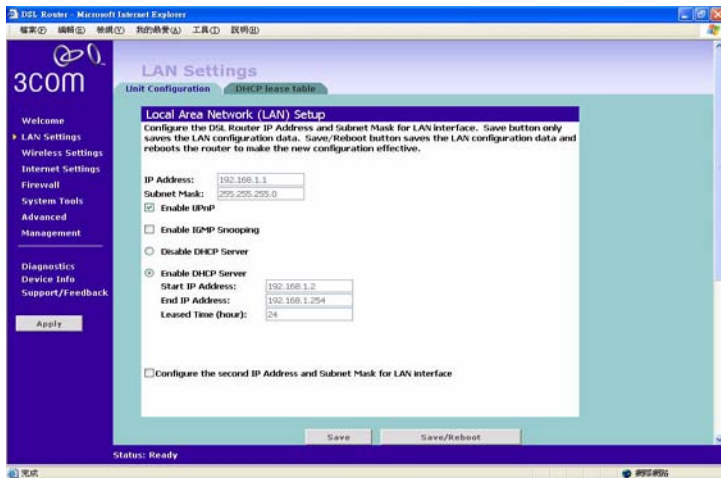 DSL Router - Microsoft Internet Explorer
檔案(F) 編輯(E) 檢視(V) 我的最愛(A) 工具(T) 說明(H)
3com
LAN Settings
Unit Configuration
DHCP lease table
Welcome
LAN Settings
Wireless Settings
Internet Settings
Firewall
System Tools
Advanced
Management
Diagnostics
Device Info
Support/Feedback
Apply
Local Area Network (LAN) Setup
Configure the DSL Router IP Address and Subnet Mask for LAN interface. Save button only
saves the LAN configuration data. Save/Reboot button saves the LAN configuration data and
reboots the router to make the new configuration effective.
IP Address: 192.168.1.1
Subnet Mask: 255.255.255.0
Enable UPnP
Enable IGMP Snooping
Disable DHCP Server
Enable DHCP Server
Start IP Address: 192.168.1.2
End IP Address: 192.168.1.254
Leased Time (hour): 24
Configure the second IP Address and Subnet Mask for LAN interface
Save
Save/Reboot
Status: Ready
完成
網際網路